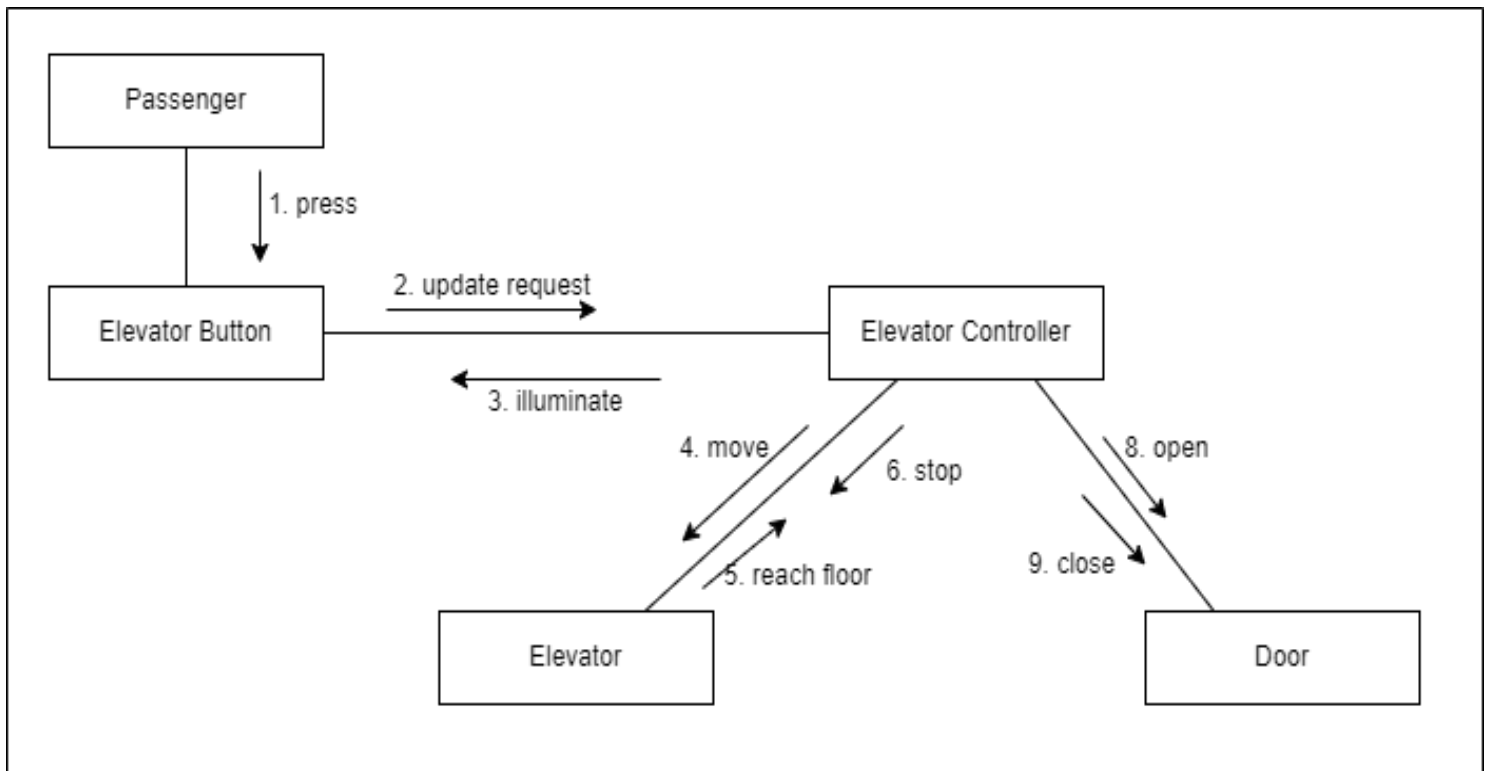 Passenger
1. press
2. update request
Elevator Button
Elevator Controller
3. illuminate
4. move
8. open
6. stop
9. close
5. reach floor
Elevator
Door